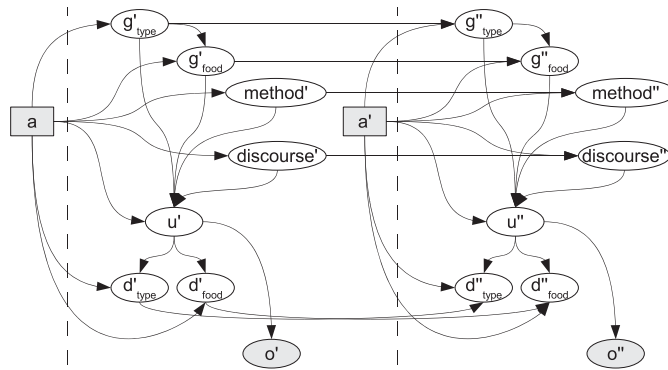 g'type
g''type
g'food
g''food
method'
method''
a
a'
discourse'
discourse''
u'
u''
d'type
d'food
d''type
d''food
o'
o''